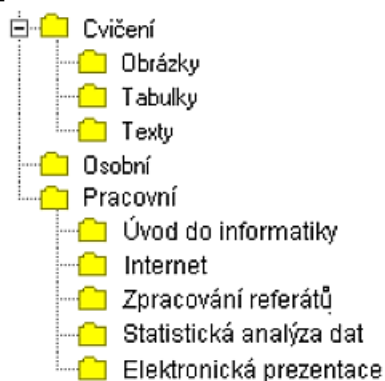 Cvičení
Obrázky
Tabulky
Texty
Osobní
Pracovní
Úvod do informatiky
Internet
Zpracování referátů
Statistická analýza dat
Elektronická prezentace